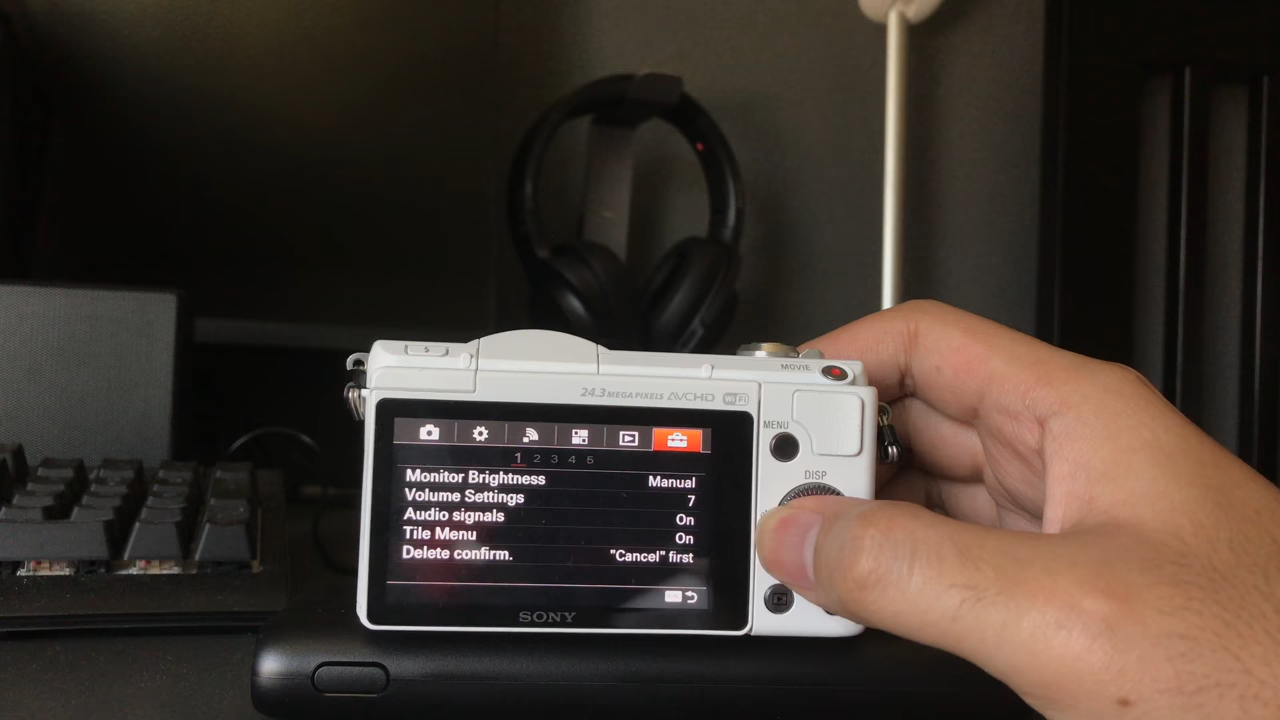 MOVIE
24.3 MEGA PIXELS AVCHD Wi Fi
MENU
DISP
1 2 3 4 5
Monitor Brightness Manual
Volume Settings 7
Audio signals On
Tile Menu On
Delete confirm. "Cancel" first
SONY